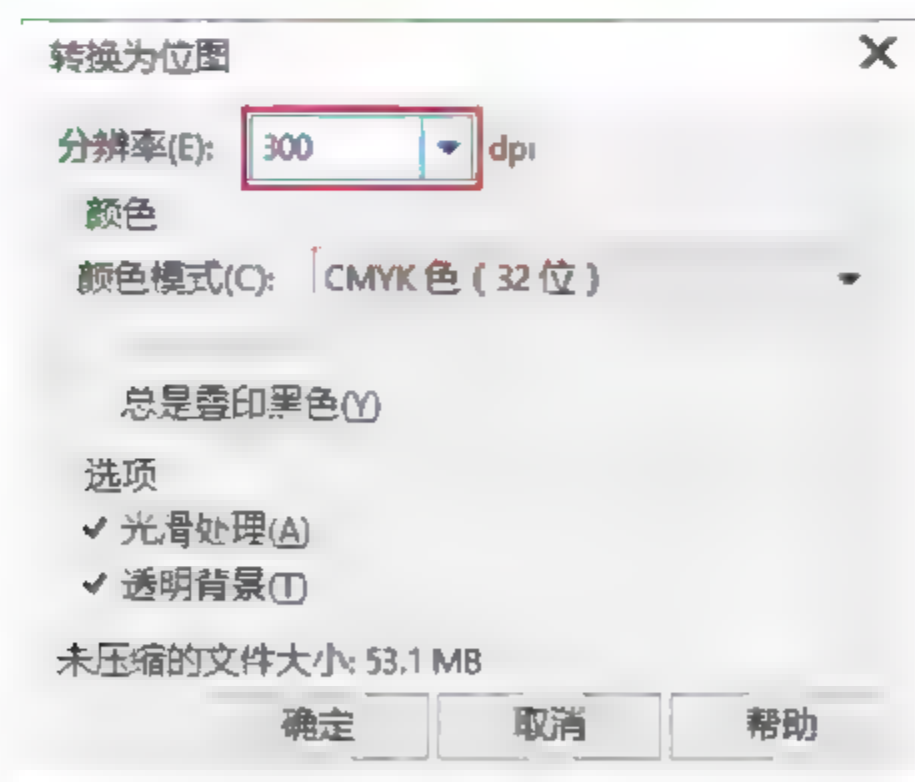 转换为位图
分辨率(E): 300 dpi
颜色
颜色模式(C): CMYK 色 ( 32 位 )
总是叠印黑色(Y)
选项
光滑处理(A)
透明背景(T)
未压缩的文件大小: 53.1 MB
确定 取消 帮助